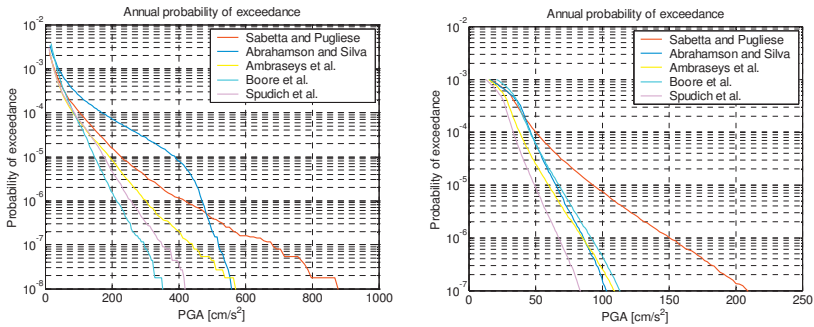 Annual probability of exceedance
10^-2
10^-3
10^-4
10^-5
10^-6
10^-7
10^-8
Probability of exceedance
Sabetta and Pugliese
Abrahamson and Silva
Ambraseys et al.
Boore et al.
Spudich et al.
0 200 400 600 800 1000
PGA [cm/s^2]
Annual probability of exceedance
10^-2
10^-3
10^-4
10^-5
10^-6
10^-7
Probability of exceedance
Sabetta and Pugliese
Abrahamson and Silva
Ambraseys et al.
Boore et al.
Spudich et al.
0 50 100 150 200 250
PGA [cm/s^2]